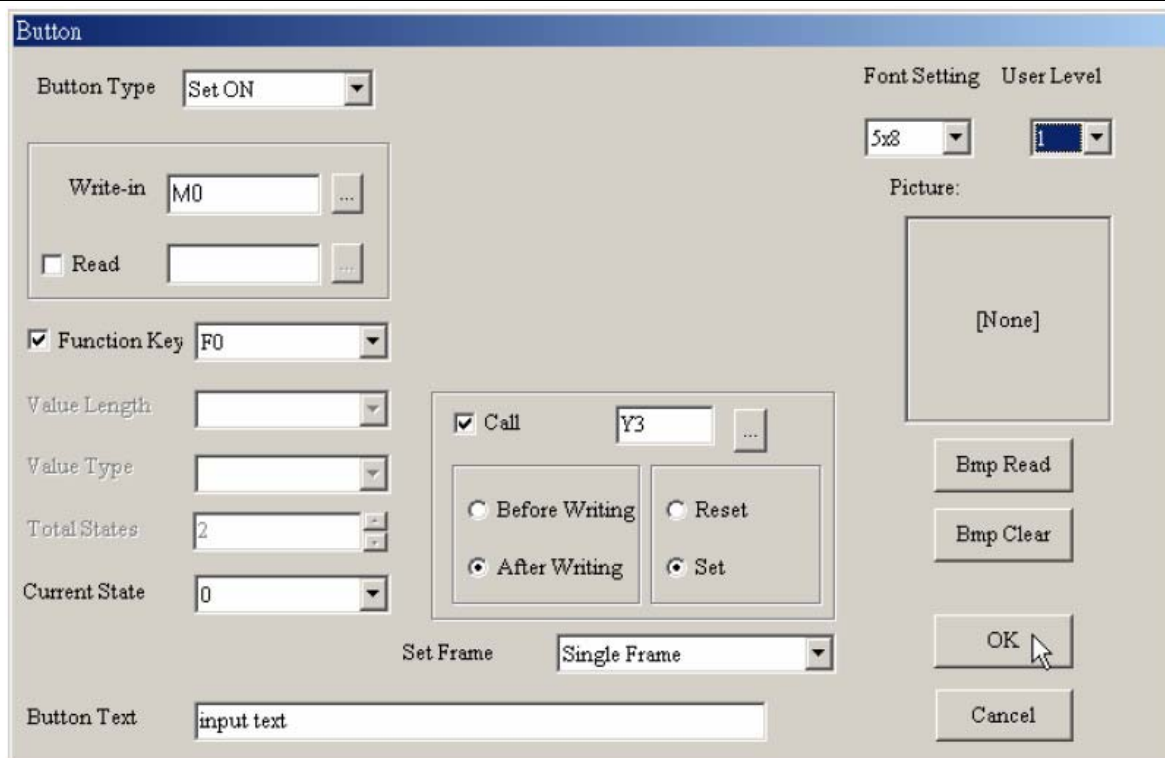 Button
Button Type Set ON
Font Setting User Level
5x8 1
Write-in M0 ...
Picture:
Read ...
[None]
Function Key F0
Value Length
Call Y3 ...
Value Type
Bmp Read
Before Writing Reset
Total States 2
Bmp Clear
After Writing Set
Current State 0
Set Frame Single Frame
OK
Button Text input text
Cancel